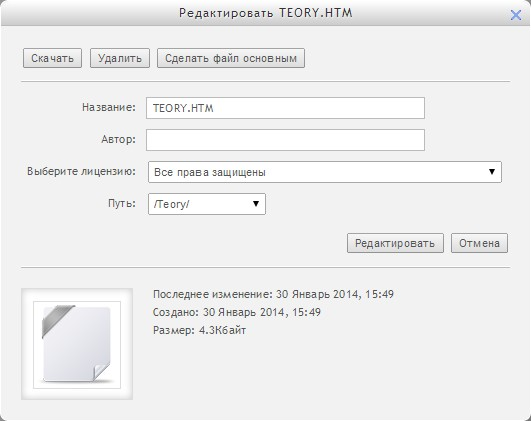 Редактировать TEORY.HTM
Скачать Удалить Сделать файл основным
Название: TEORY.HTM
Автор:
Выберите лицензию: Все права защищены
Путь: /Teory/
Редактировать Отмена
Последнее изменение: 30 Январь 2014, 15:49
Создано: 30 Январь 2014, 15:49
Размер: 4.3Кбайт